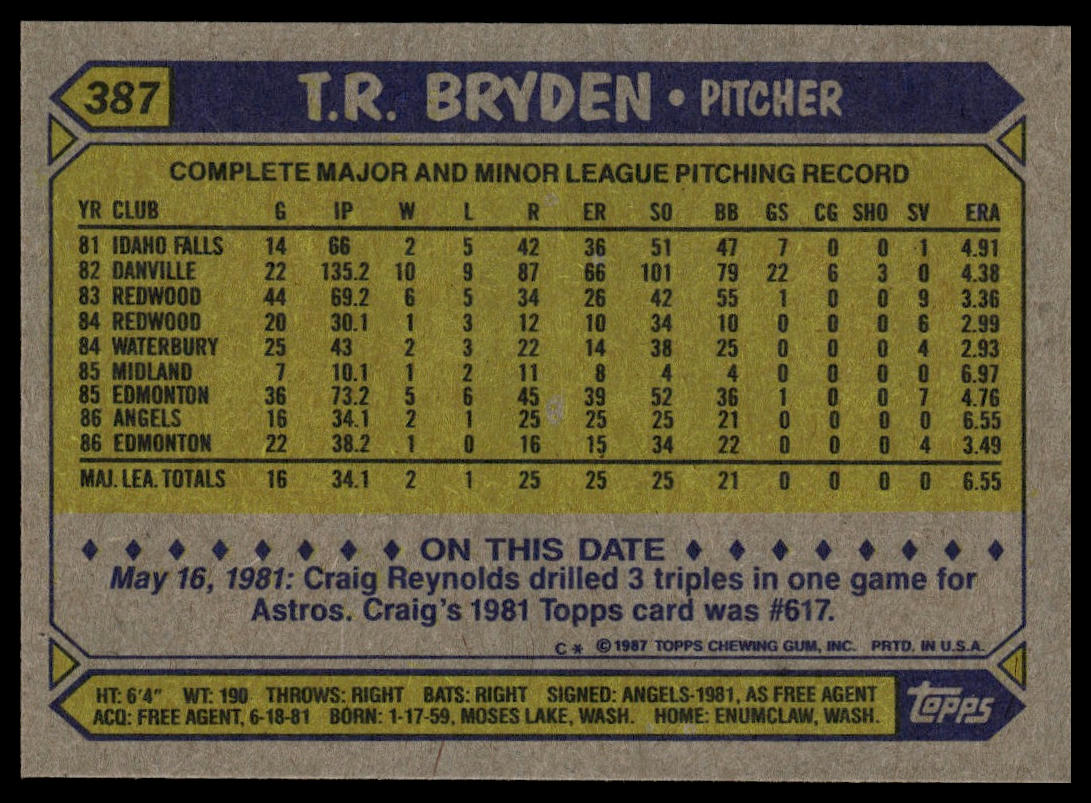 387 T.R. BRYDEN • PITCHER
COMPLETE MAJOR AND MINOR LEAGUE PITCHING RECORD
YR CLUB G IP W L R ER SO BB GS CG SHO SV ERA
81 IDAHO FALLS 14 66 2 5 42 36 51 47 7 0 0 1 4.91
82 DANVILLE 22 135.2 10 9 87 66 101 79 22 6 3 0 4.38
83 REDWOOD 44 69.2 6 5 34 26 42 55 1 0 0 9 3.36
84 REDWOOD 20 30.1 1 3 12 10 34 10 0 0 0 6 2.99
84 WATERBURY 25 43 2 3 22 14 38 25 0 0 0 4 2.93
85 MIDLAND 7 10.1 1 2 11 8 4 4 0 0 0 0 6.97
85 EDMONTON 36 73.2 5 6 45 39 52 36 1 0 0 7 4.76
86 ANGELS 16 34.1 2 1 25 25 25 21 0 0 0 0 6.55
86 EDMONTON 22 38.2 1 0 16 15 34 22 0 0 0 4 3.49
MAJ. LEA. TOTALS 16 34.1 2 1 25 25 25 21 0 0 0 0 6.55
ON THIS DATE
May 16, 1981: Craig Reynolds drilled 3 triples in one game for
Astros. Craig's 1981 Topps card was #617.
C* ©1987 TOPPS CHEWING GUM, INC. PRTD. IN U.S.A.
HT: 6'4" WT: 190 THROWS: RIGHT BATS: RIGHT SIGNED: ANGELS-1981, AS FREE AGENT
ACQ: FREE AGENT, 6-18-81 BORN: 1-17-59, MOSES LAKE, WASH. HOME: ENUMCLAW, WASH.
Topps